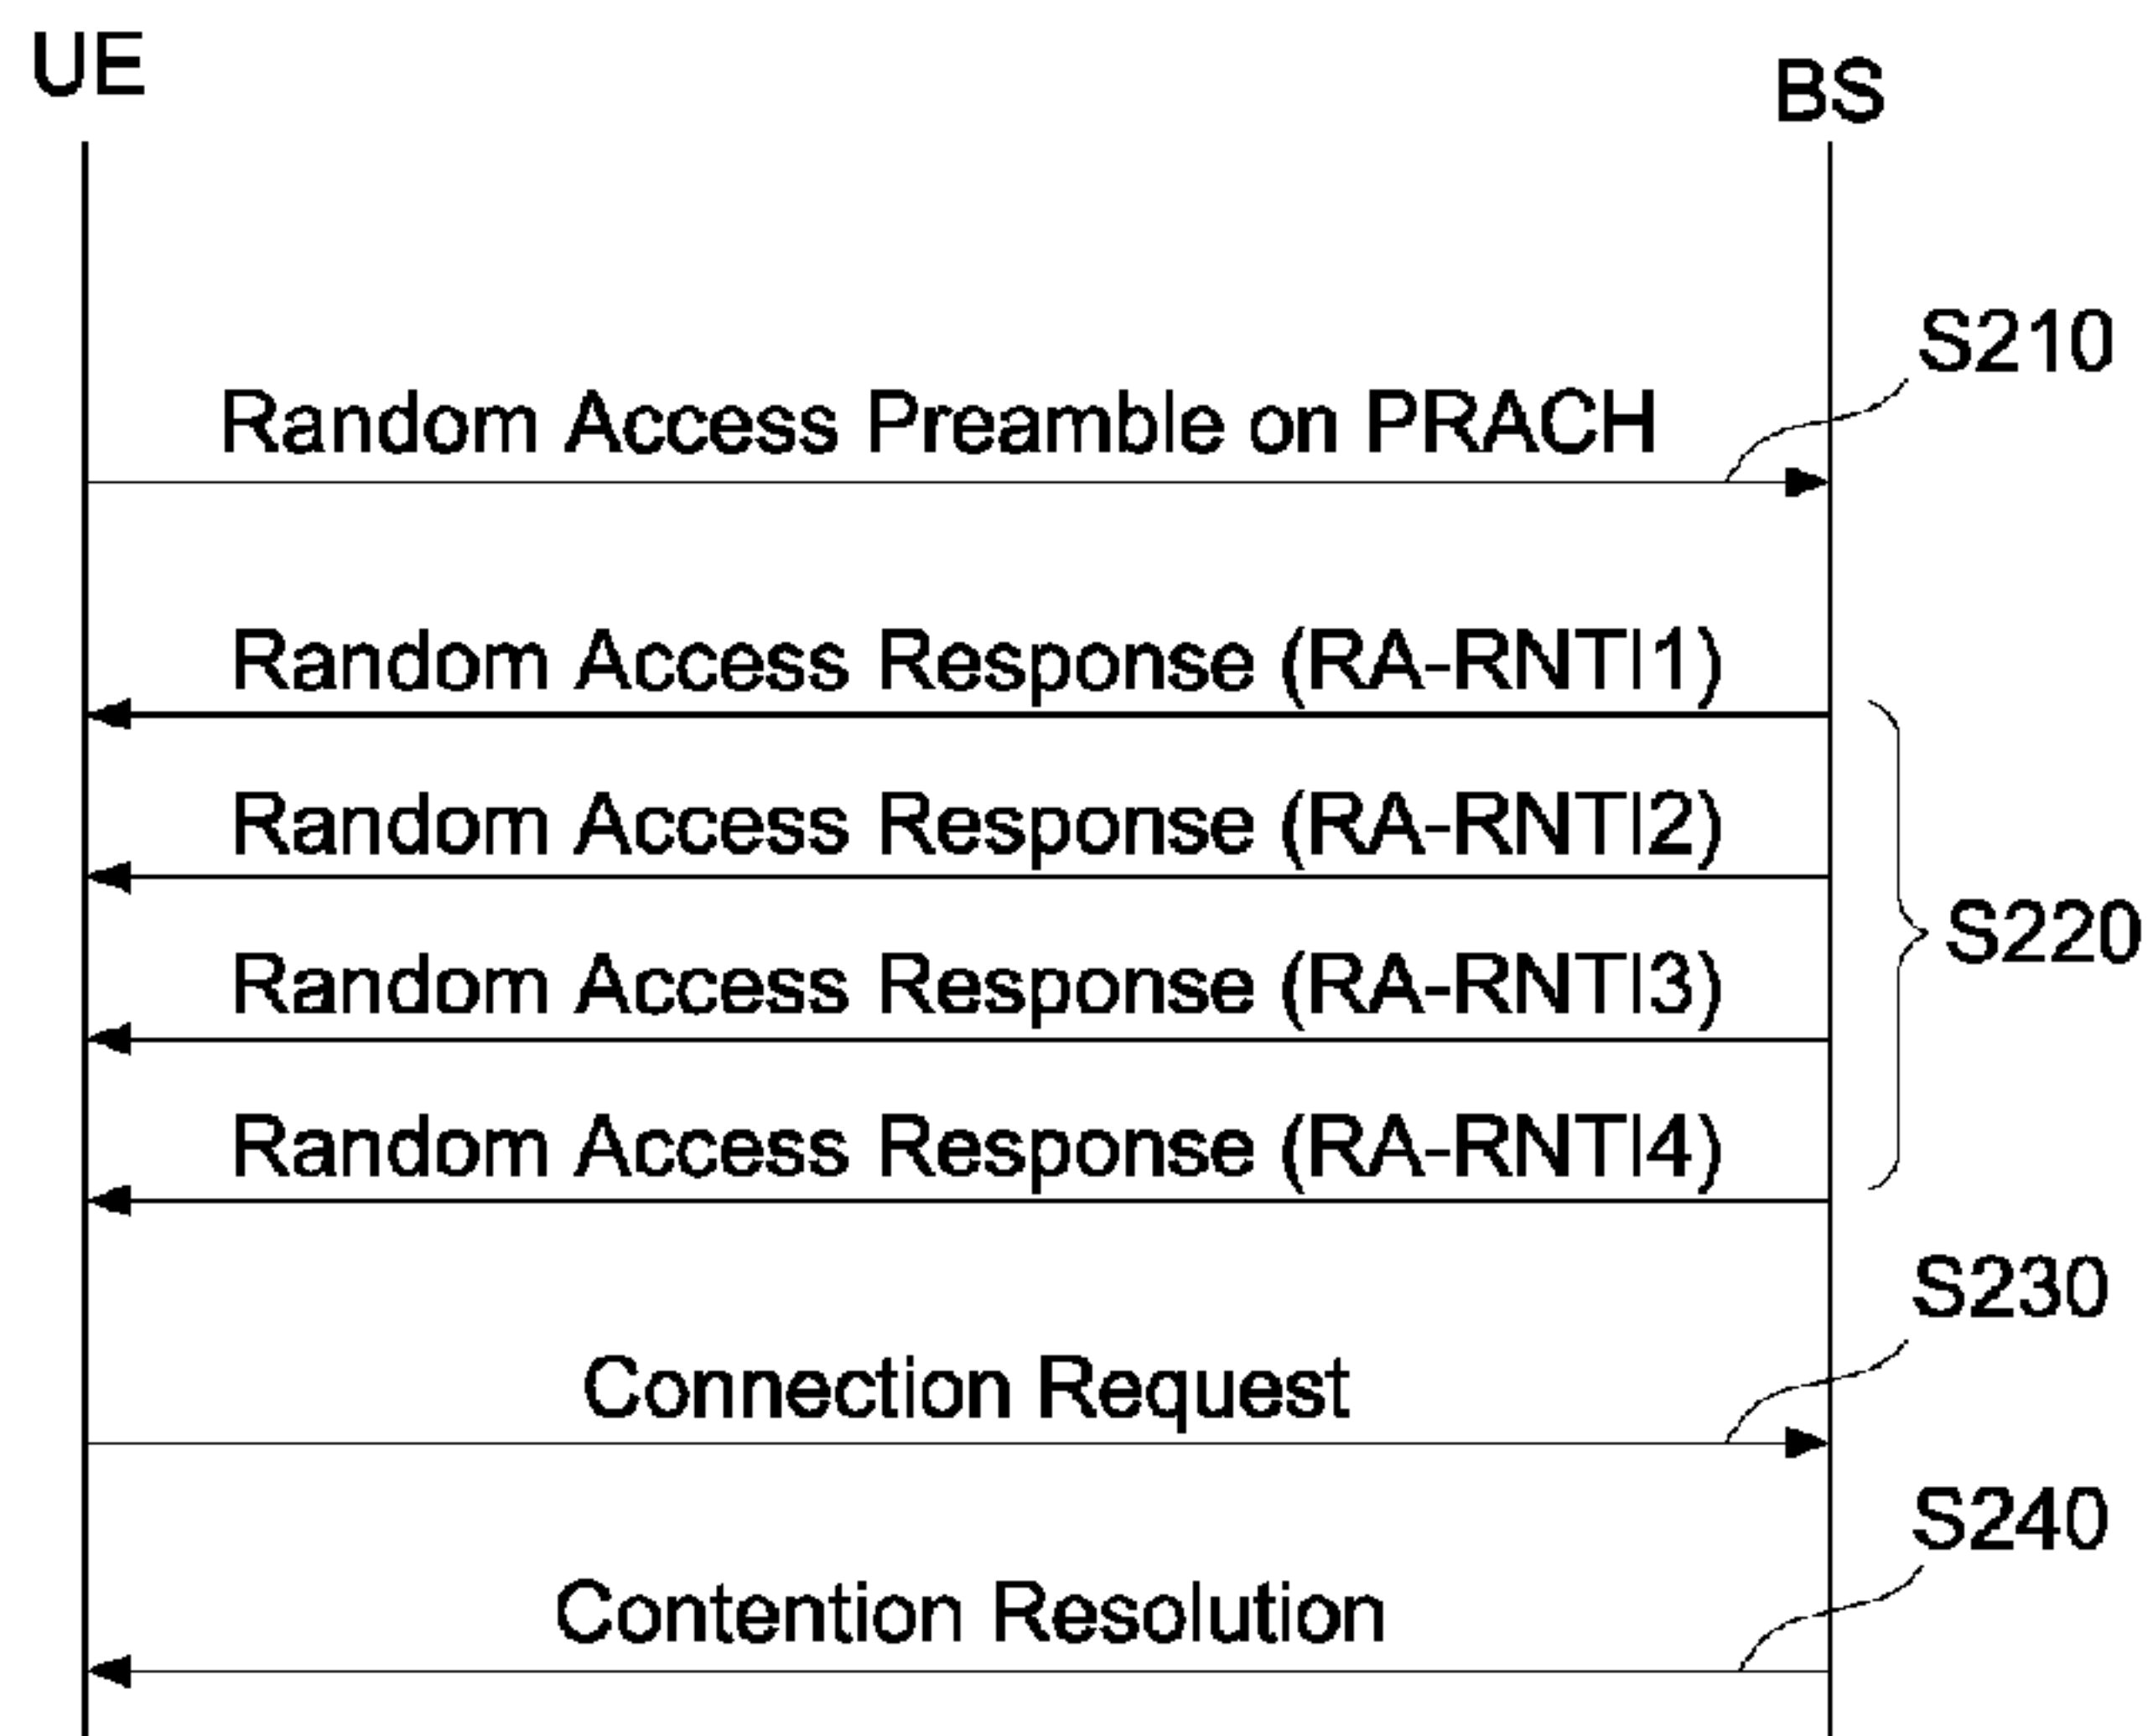 UE
BS
S210
Random Access Preamble on PRACH
Random Access Response (RA-RNTI1)
Random Access Response (RA-RNTI2)
S220
Random Access Response (RA-RNTI3)
Random Access Response (RA-RNTI4)
S230
Connection Request
S240
Contention Resolution